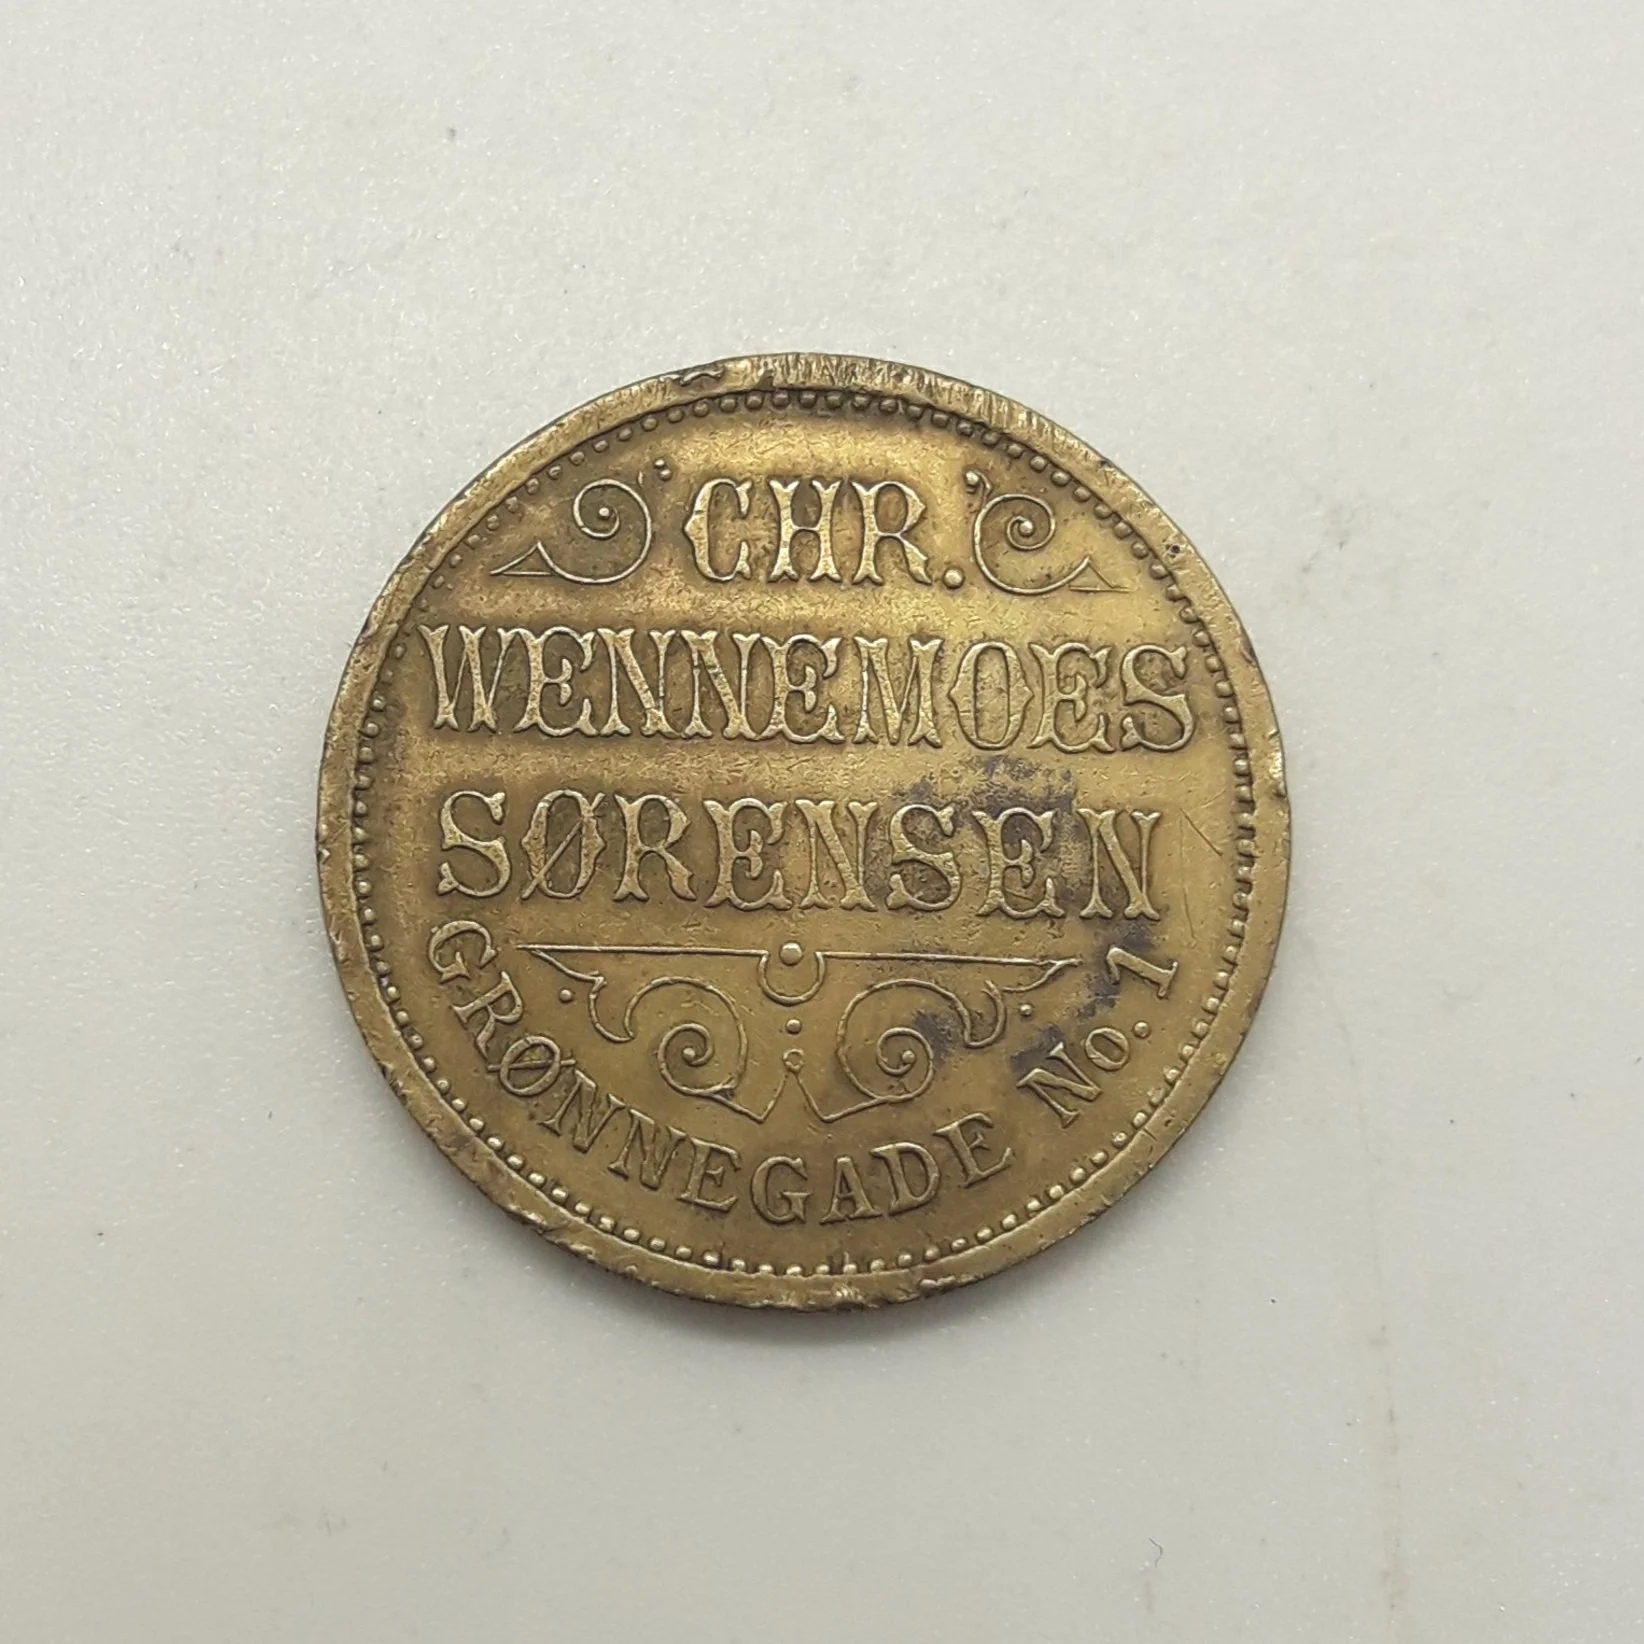 CHR.
WENNEMOES
SØRENSEN
GRØNNEGADE No. 1